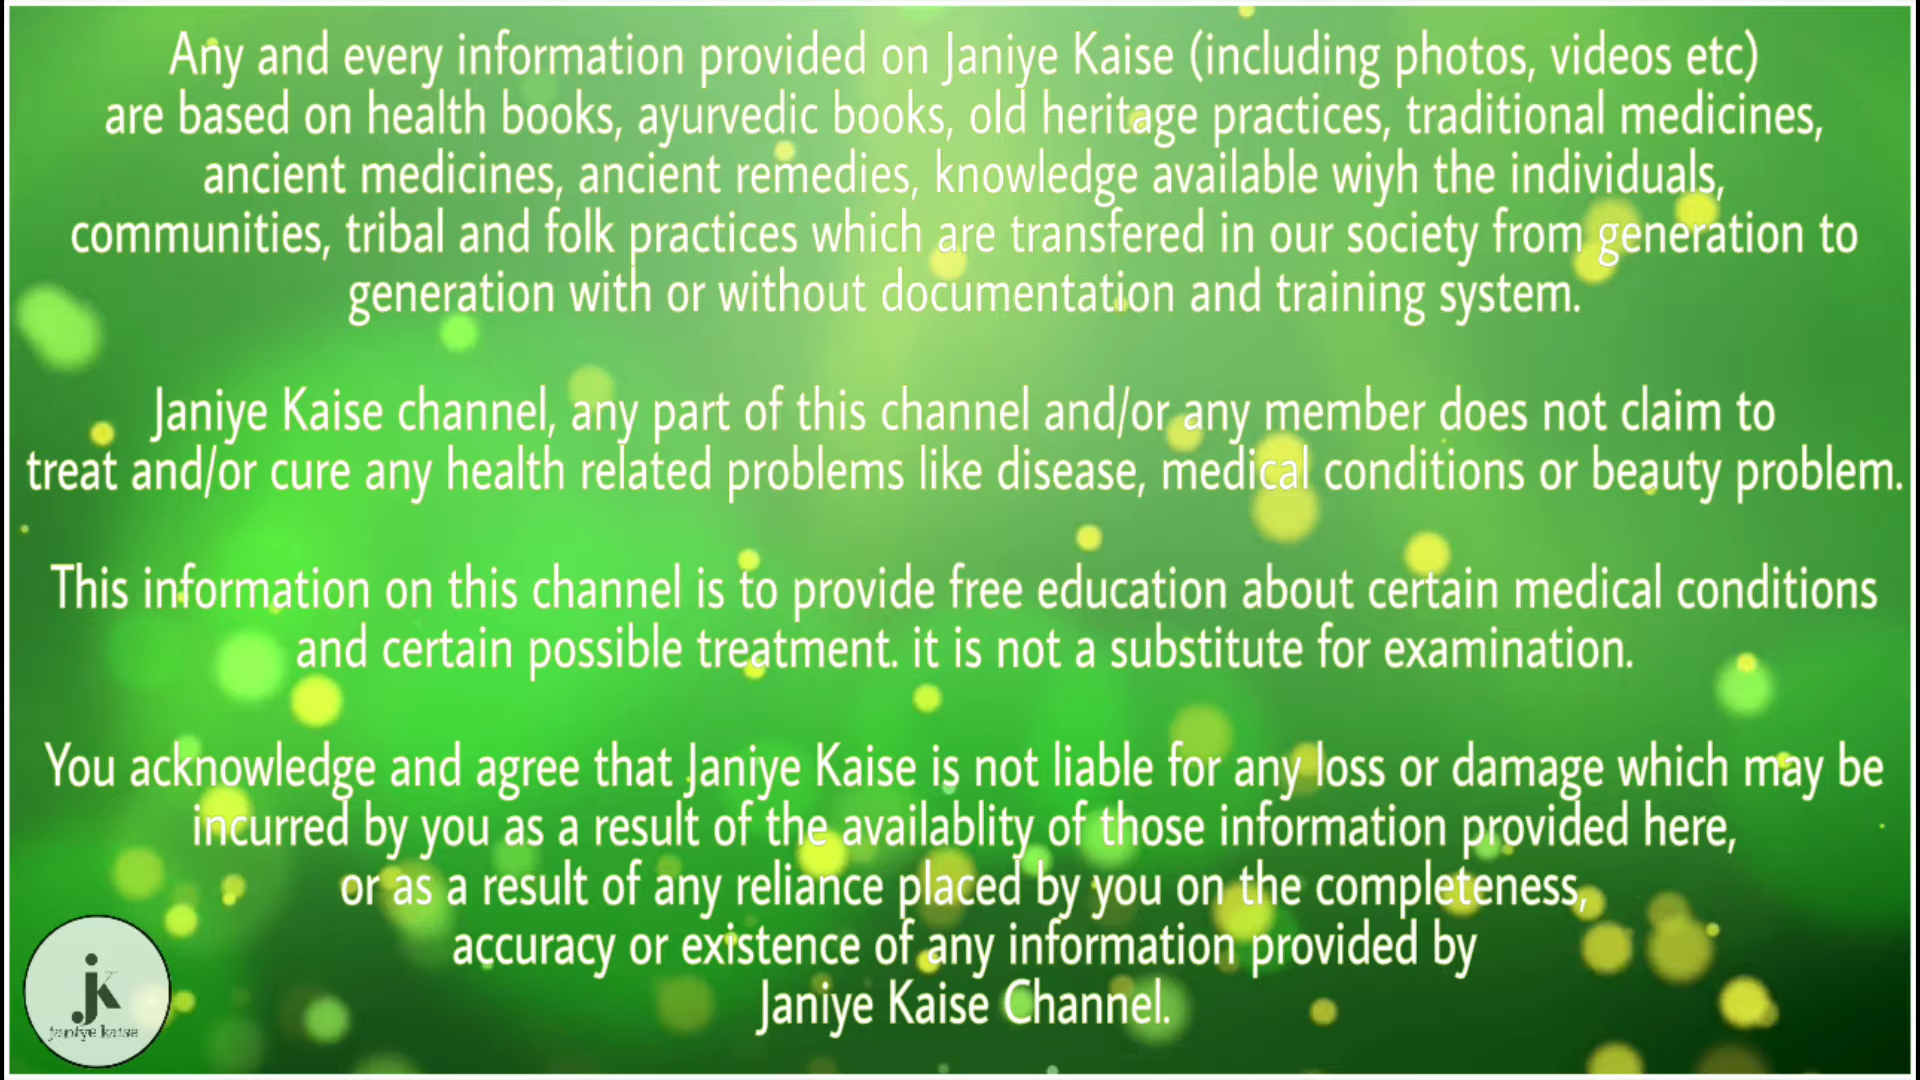 Any and every information provided on Janiye Kaise (including photos, videos etc)
are based on health books, ayurvedic books, old heritage practices, traditional medicines,
ancient medicines, ancient remedies, knowledge available wiyh the individuals,
communities, tribal and folk practices which are transfered in our society from generation to
generation with or without documentation and training system.
Janiye Kaise channel, any part of this channel and/or any member does not claim to
treat and/or cure any health related problems like disease, medical conditions or beauty problem.
This information on this channel is to provide free education about certain medical conditions
and certain possible treatment. it is not a substitute for examination.
You acknowledge and agree that Janiye Kaise is not liable for any loss or damage which may be
incurred by you as a result of the availablity of those information provided here,
or as a result of any reliance placed by you on the completeness,
accuracy or existence of any information provided by
Janiye Kaise Channel.
jk
janiye kaise